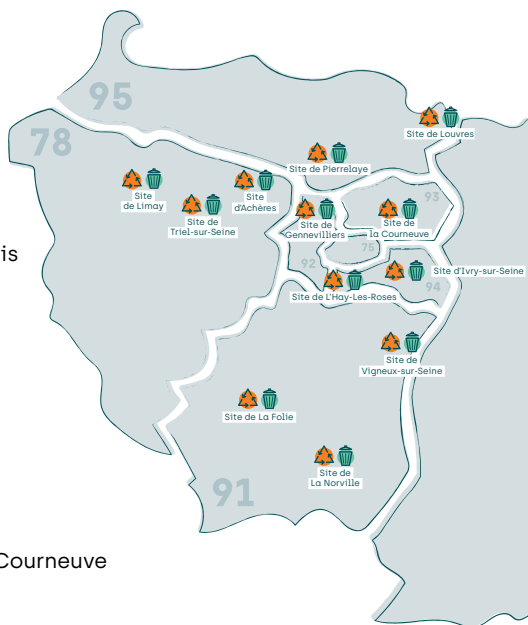 95
78
Site de Louvres
Site de Pierrelaye
Site
de Limay
Site
d'Achères
Site de
Triel-sur-Seine
93
Site de
Gennevilliers
Site de
la Courneuve
is
75
92
Site d'Ivry-sur-Seine
94
Site de L'Hay-Les-Roses
Site de
Vigneux-sur-Seine
Site de La Folie
Site de
La Norville
91
Courneuve